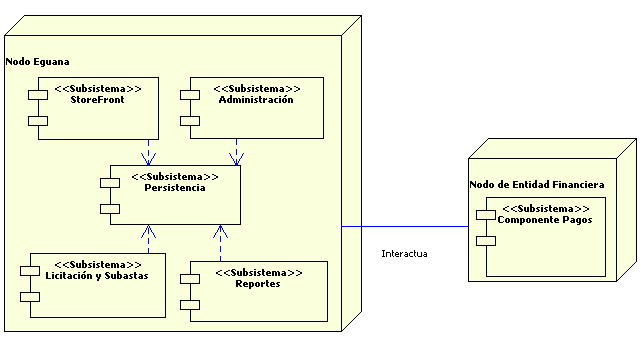 Nodo Eguana
<<Subsistema>>
StoreFront
<<Subsistema>>
Administración
<<Subsistema>>
Persistencia
<<Subsistema>>
Licitación y Subastas
<<Subsistema>>
Reportes
Interactua
Nodo de Entidad Financiera
<<Subsistema>>
Componente Pagos